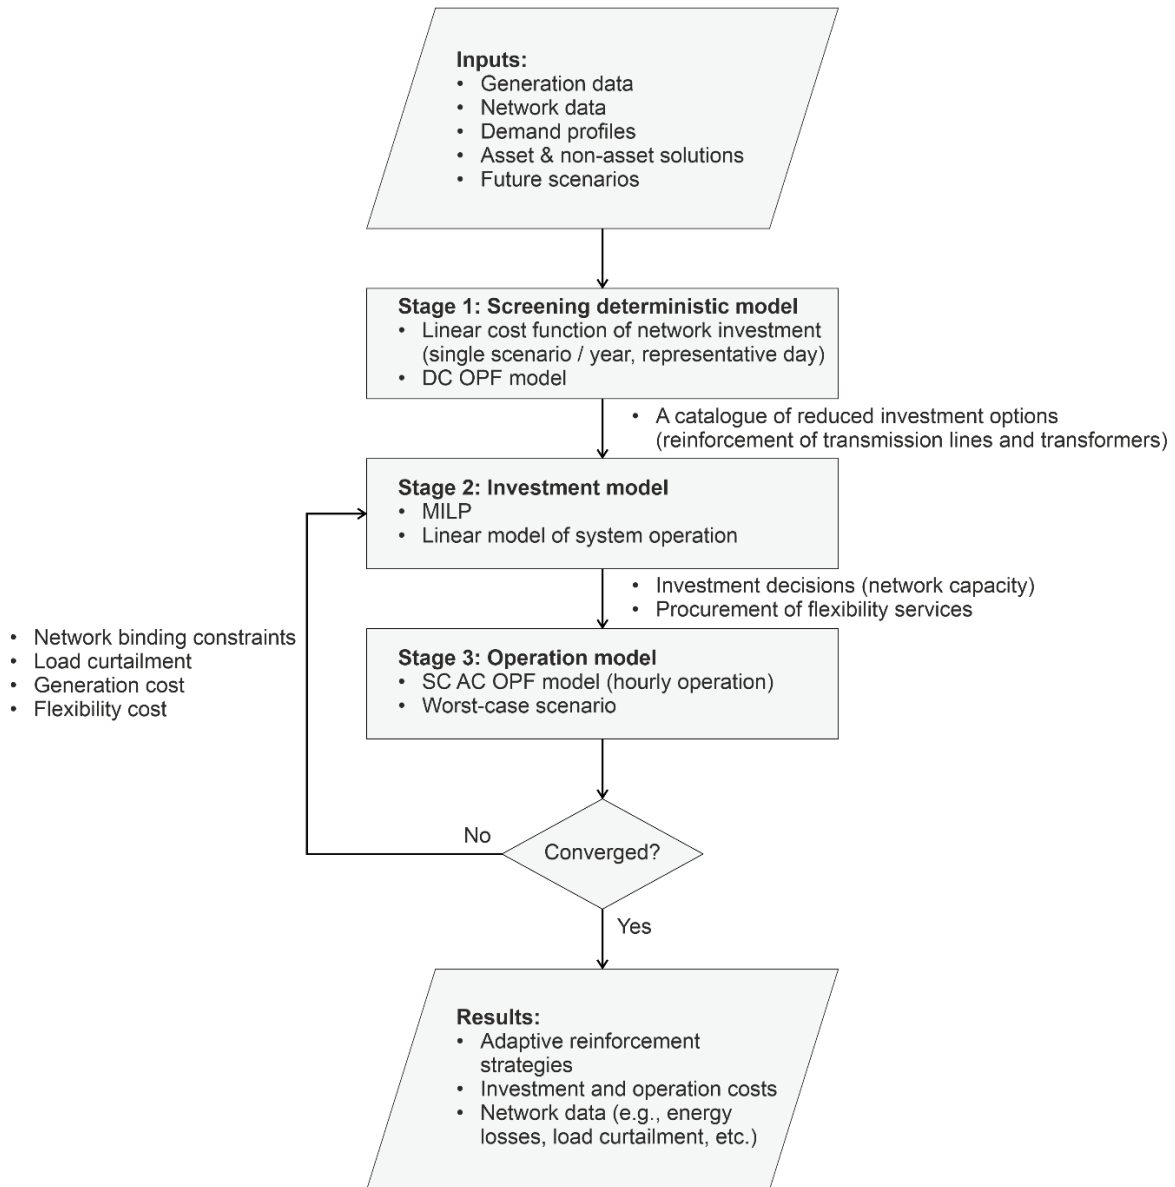 Inputs:
• Generation data
• Network data
• Demand profiles
• Asset & non-asset solutions
• Future scenarios
Stage 1: Screening deterministic model
• Linear cost function of network investment
(single scenario / year, representative day)
• DC OPF model
• A catalogue of reduced investment options
(reinforcement of transmission lines and transformers)
Stage 2: Investment model
• MILP
• Linear model of system operation
• Investment decisions (network capacity)
• Procurement of flexibility services
• Network binding constraints
• Load curtailment
• Generation cost
• Flexibility cost
Stage 3: Operation model
• SC AC OPF model (hourly operation)
• Worst-case scenario
No
Converged?
Yes
Results:
• Adaptive reinforcement
strategies
• Investment and operation costs
• Network data (e.g., energy
losses, load curtailment, etc.)